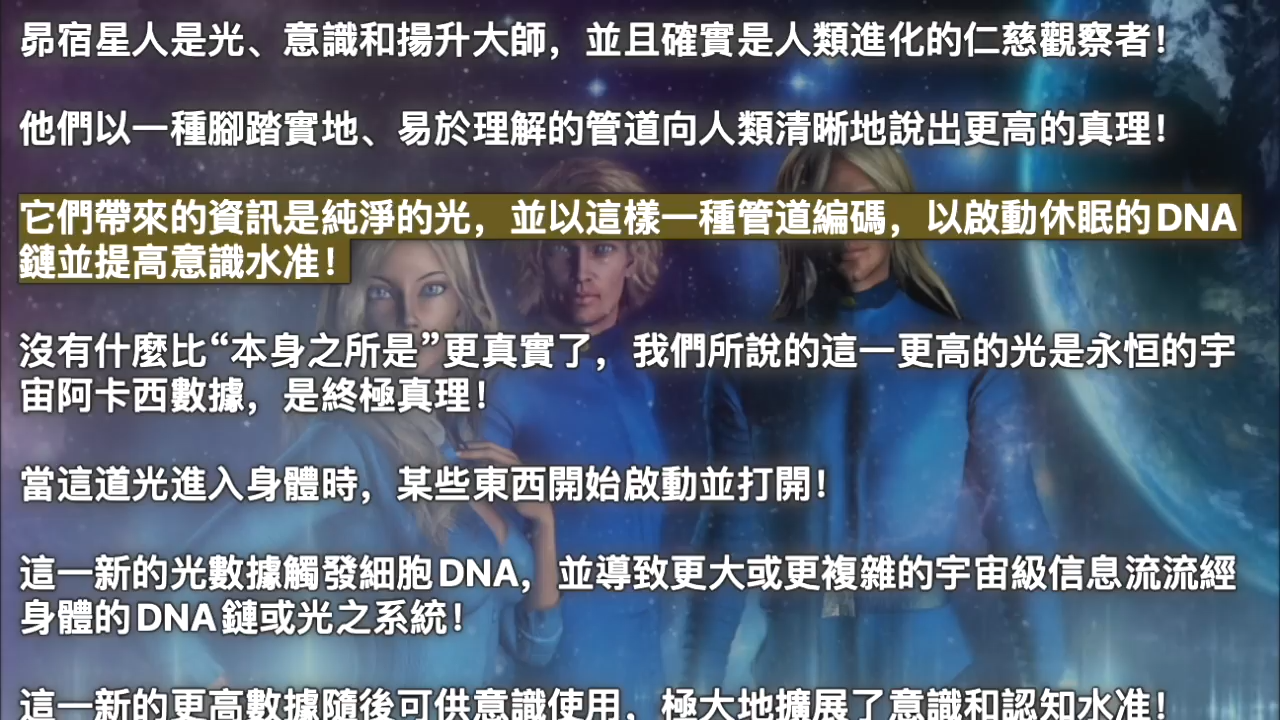 昴宿星人是光、意識和揚升大師，並且確實是人類進化的仁慈觀察者！
他們以一種腳踏實地、易於理解的管道向人類清晰地說出更高的真理！
它們帶來的資訊是純淨的光，並以這樣一種管道編碼，以啟動休眠的DNA
鏈並提高意識水准！
沒有什麼比“本身之所是”更真實了，我們所說的這一更高的光是永恒的宇
宙阿卡西數據，是終極真理！
當這道光進入身體時，某些東西開始啟動並打開！
這一新的光數據觸發細胞DNA，並導致更大或更複雜的宇宙級信息流流經
身體的DNA鏈或光之系統！
這一新的更高數據隨後可供意識使用，極大地擴展了意識和認知水准！